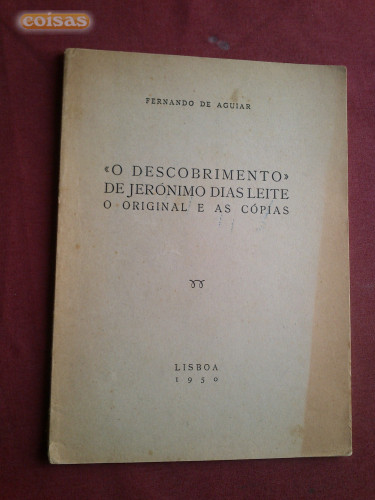 coisas
FERNANDO DE AGUIAR
«O DESCOBRIMENTO»
DE JERÓNIMO DIAS LEITE
O ORIGINAL E AS CÓPIAS
LISBOA
1950